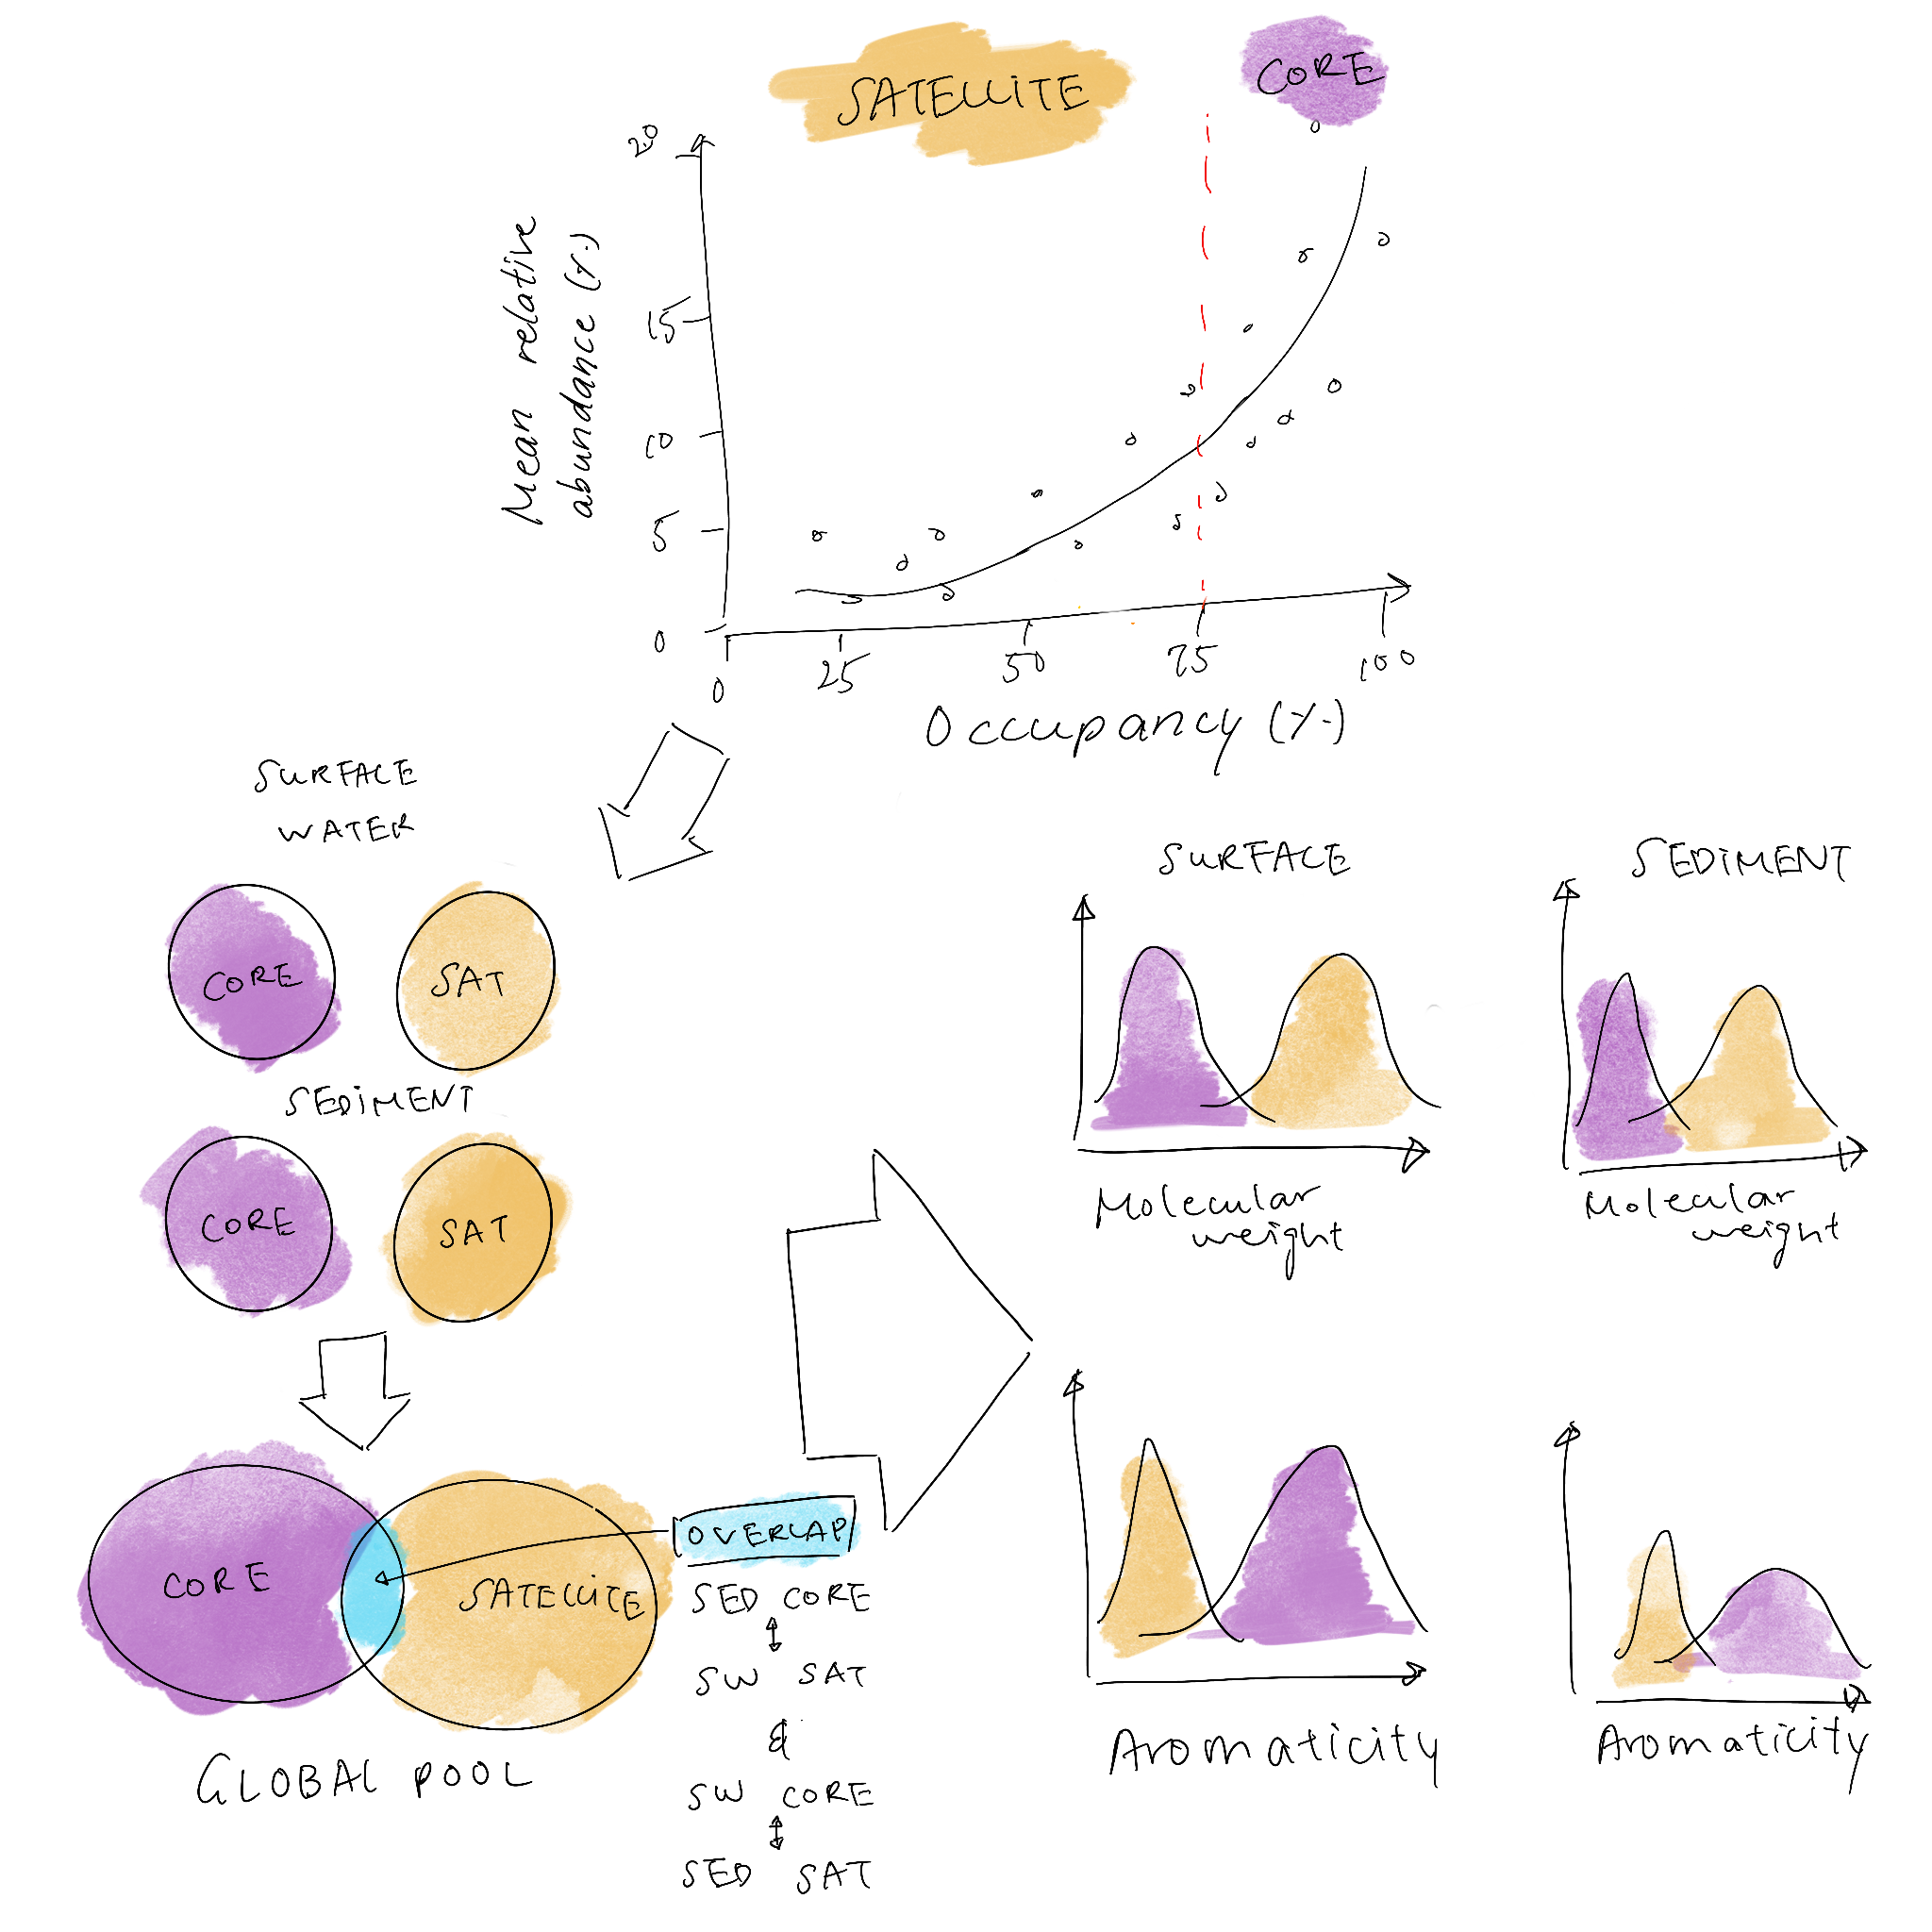 SATELLITE
CORE
20
15
10
5
0
Mean relative
abundance (%)
0
25
50
75
100
Occupancy (%)
SURFACE
WATER
CORE
SAT
SEDIMENT
CORE
SAT
CORE
SATELLITE
GLOBAL POOL
OVERLAP
SED CORE
SW SAT
&
SW CORE
SED SAT
SURFACE
SEDIMENT
Molecular
weight
Molecular
weight
Aromaticity
Aromaticity